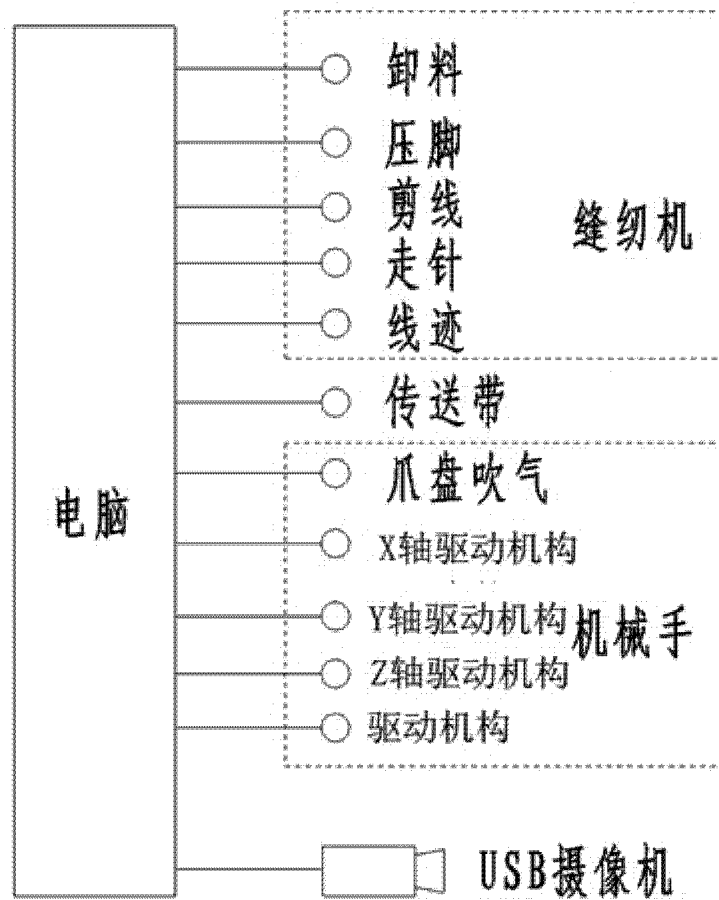 卸料
压脚
剪线
缝纫机
走针
线迹
传送带
爪盘吹气
电脑
X轴驱动机构
Y轴驱动机构
机械手
Z轴驱动机构
驱动机构
USB摄像机